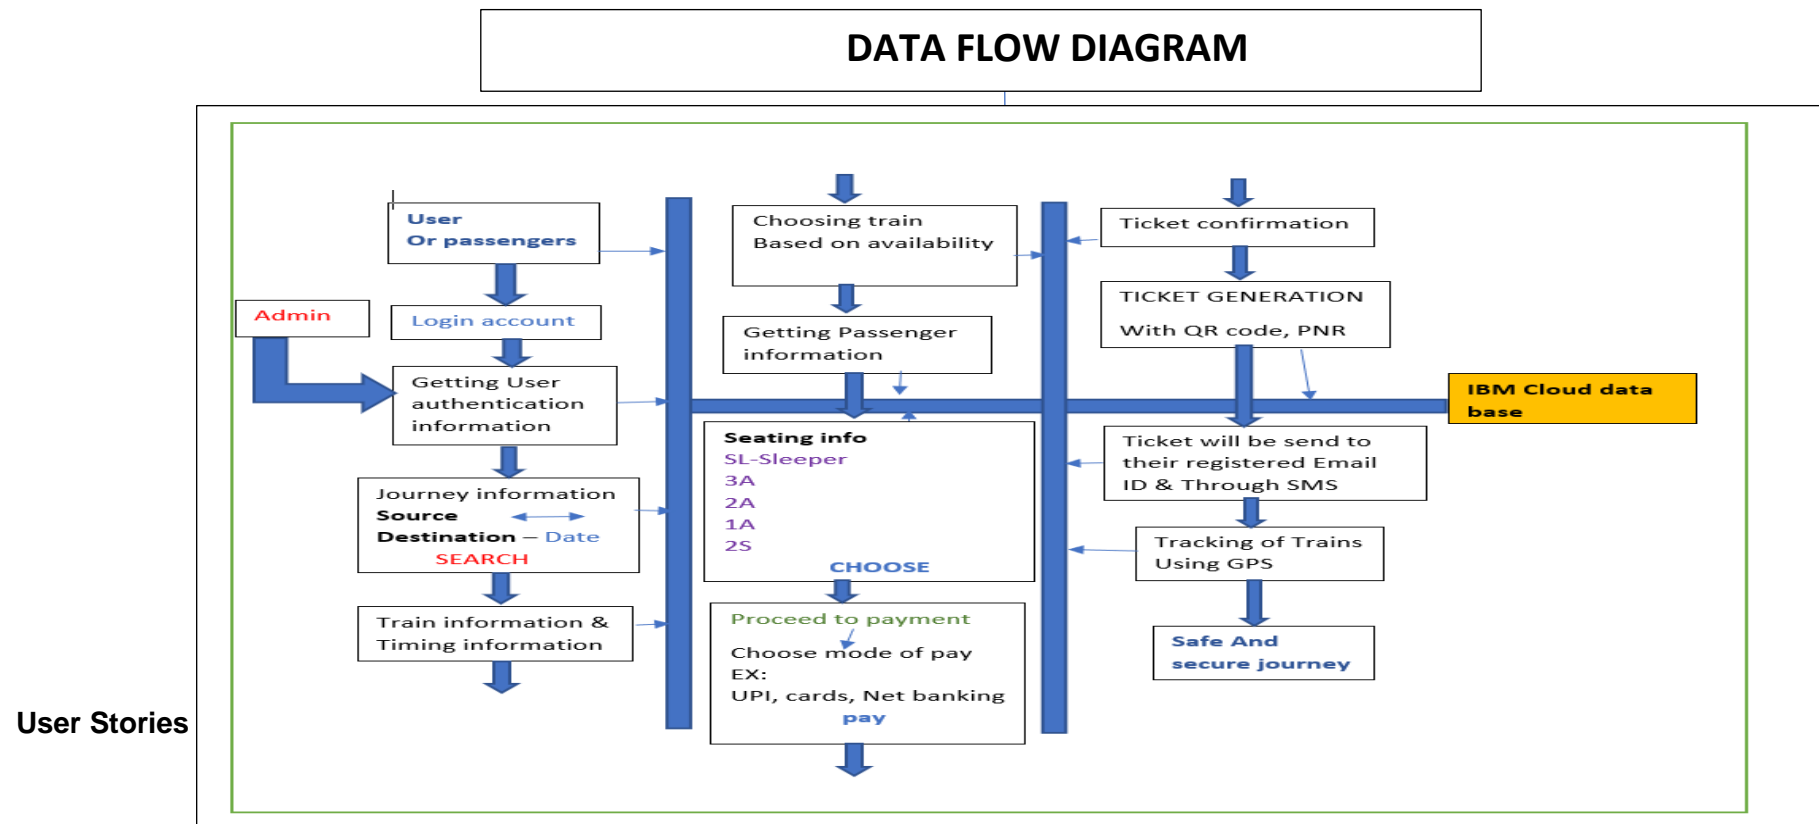 DATA FLOW DIAGRAM
User
Or passengers
Admin
Login account
Getting User
authentication
information
Journey information
Source
Destination – Date
SEARCH
Train information &
Timing information
Choosing train
Based on availability
Getting Passenger
information
Seating info
SL-Sleeper
3A
2A
1A
2S
CHOOSE
Proceed to payment
Choose mode of pay
EX:
UPI, cards, Net banking
pay
Ticket confirmation
TICKET GENERATION
With QR code, PNR
IBM Cloud data
base
Ticket will be send to
their registered Email
ID & Through SMS
Tracking of Trains
Using GPS
Safe And
secure journey
User Stories